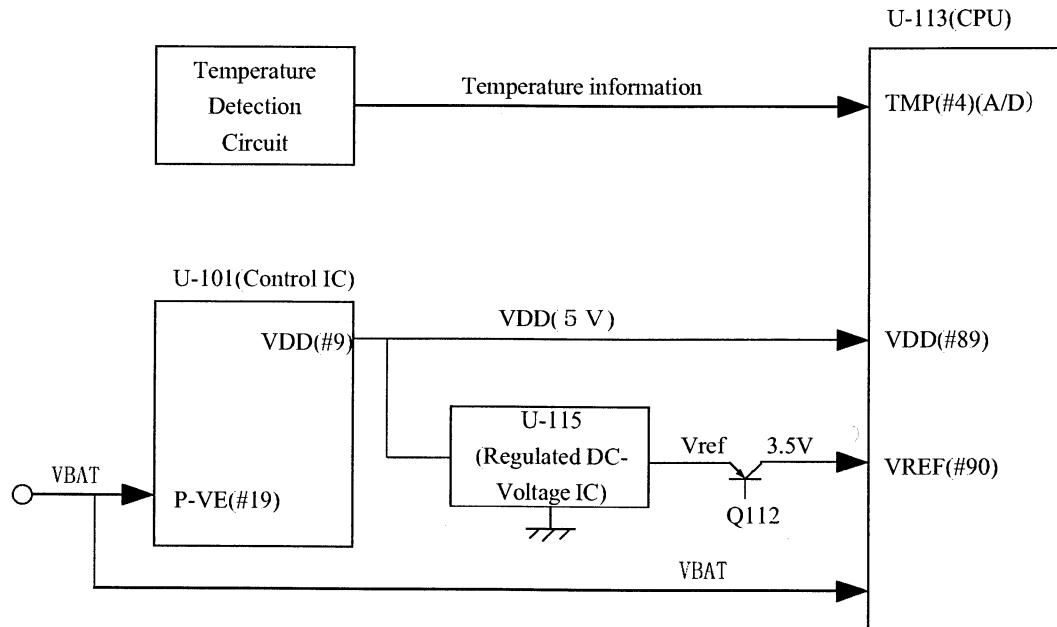 U-113(CPU)
Temperature
Detection
Circuit
Temperature information
TMP(#4)(A/D)
U-101(Control IC)
VDD(#9)
VDD(5V)
VDD(#89)
U-115
(Regulated DC-
Voltage IC)
Vref
3.5V
VREF(#90)
Q112
VBAT
P-VE(#19)
VBAT